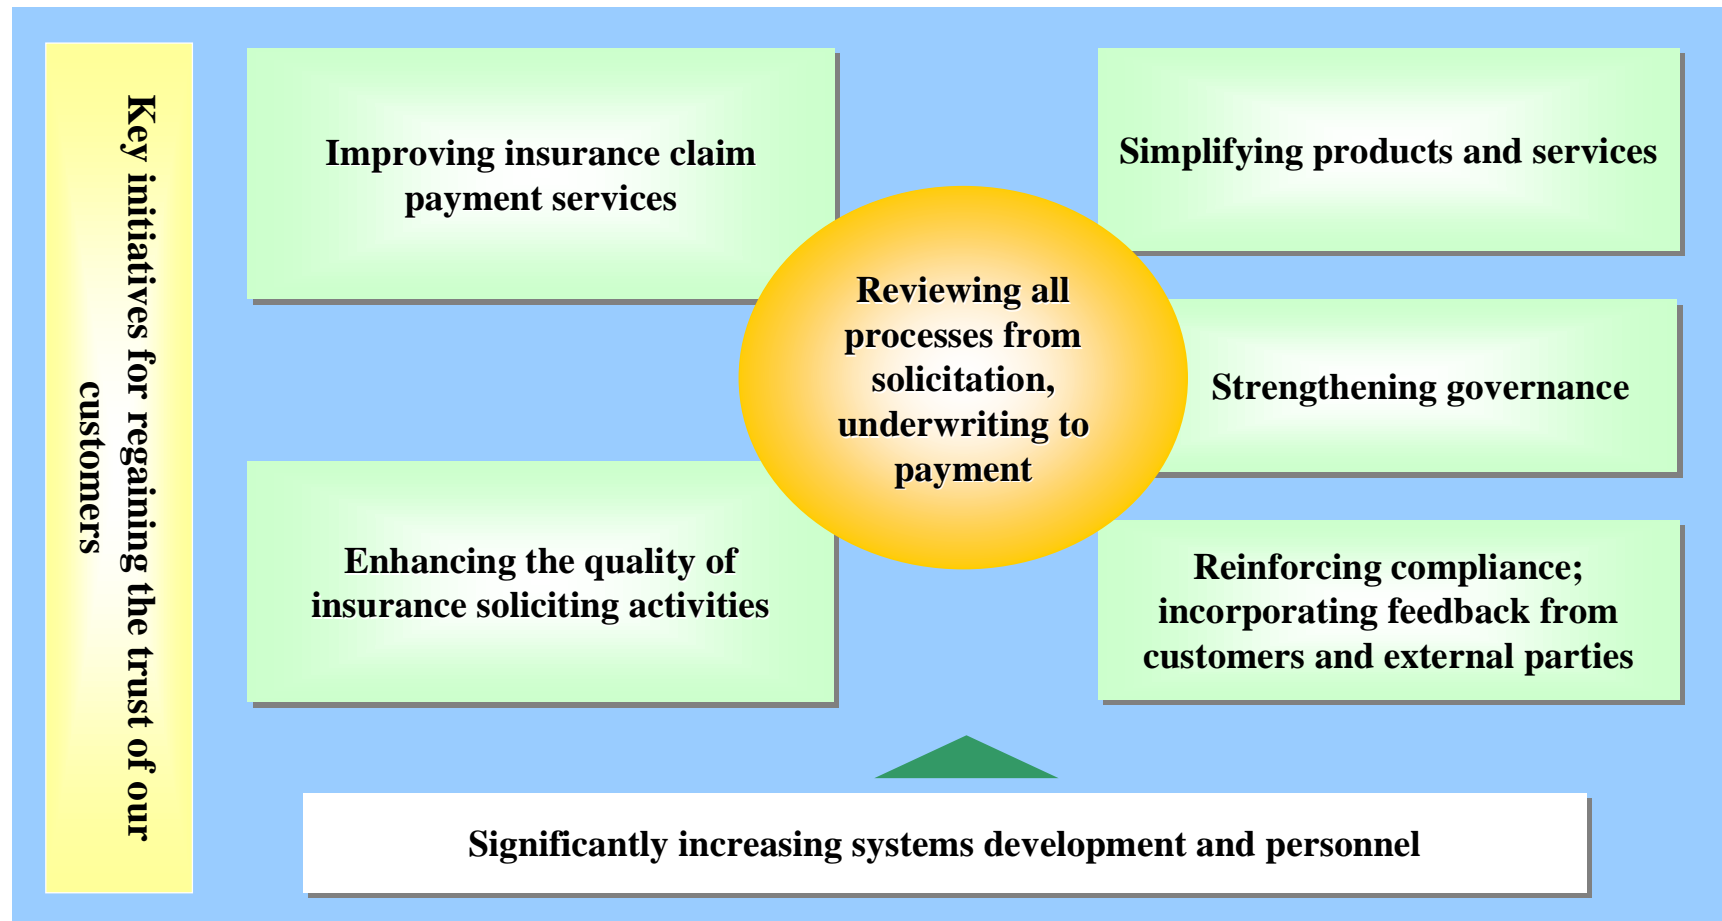 Key initiatives for regaining the trust of our
customers
Improving insurance claim
payment services
Simplifying products and services
Reviewing all
processes from
solicitation,
underwriting to
payment
Strengthening governance
Enhancing the quality of
insurance soliciting activities
Reinforcing compliance;
incorporating feedback from
customers and external parties
Significantly increasing systems development and personnel